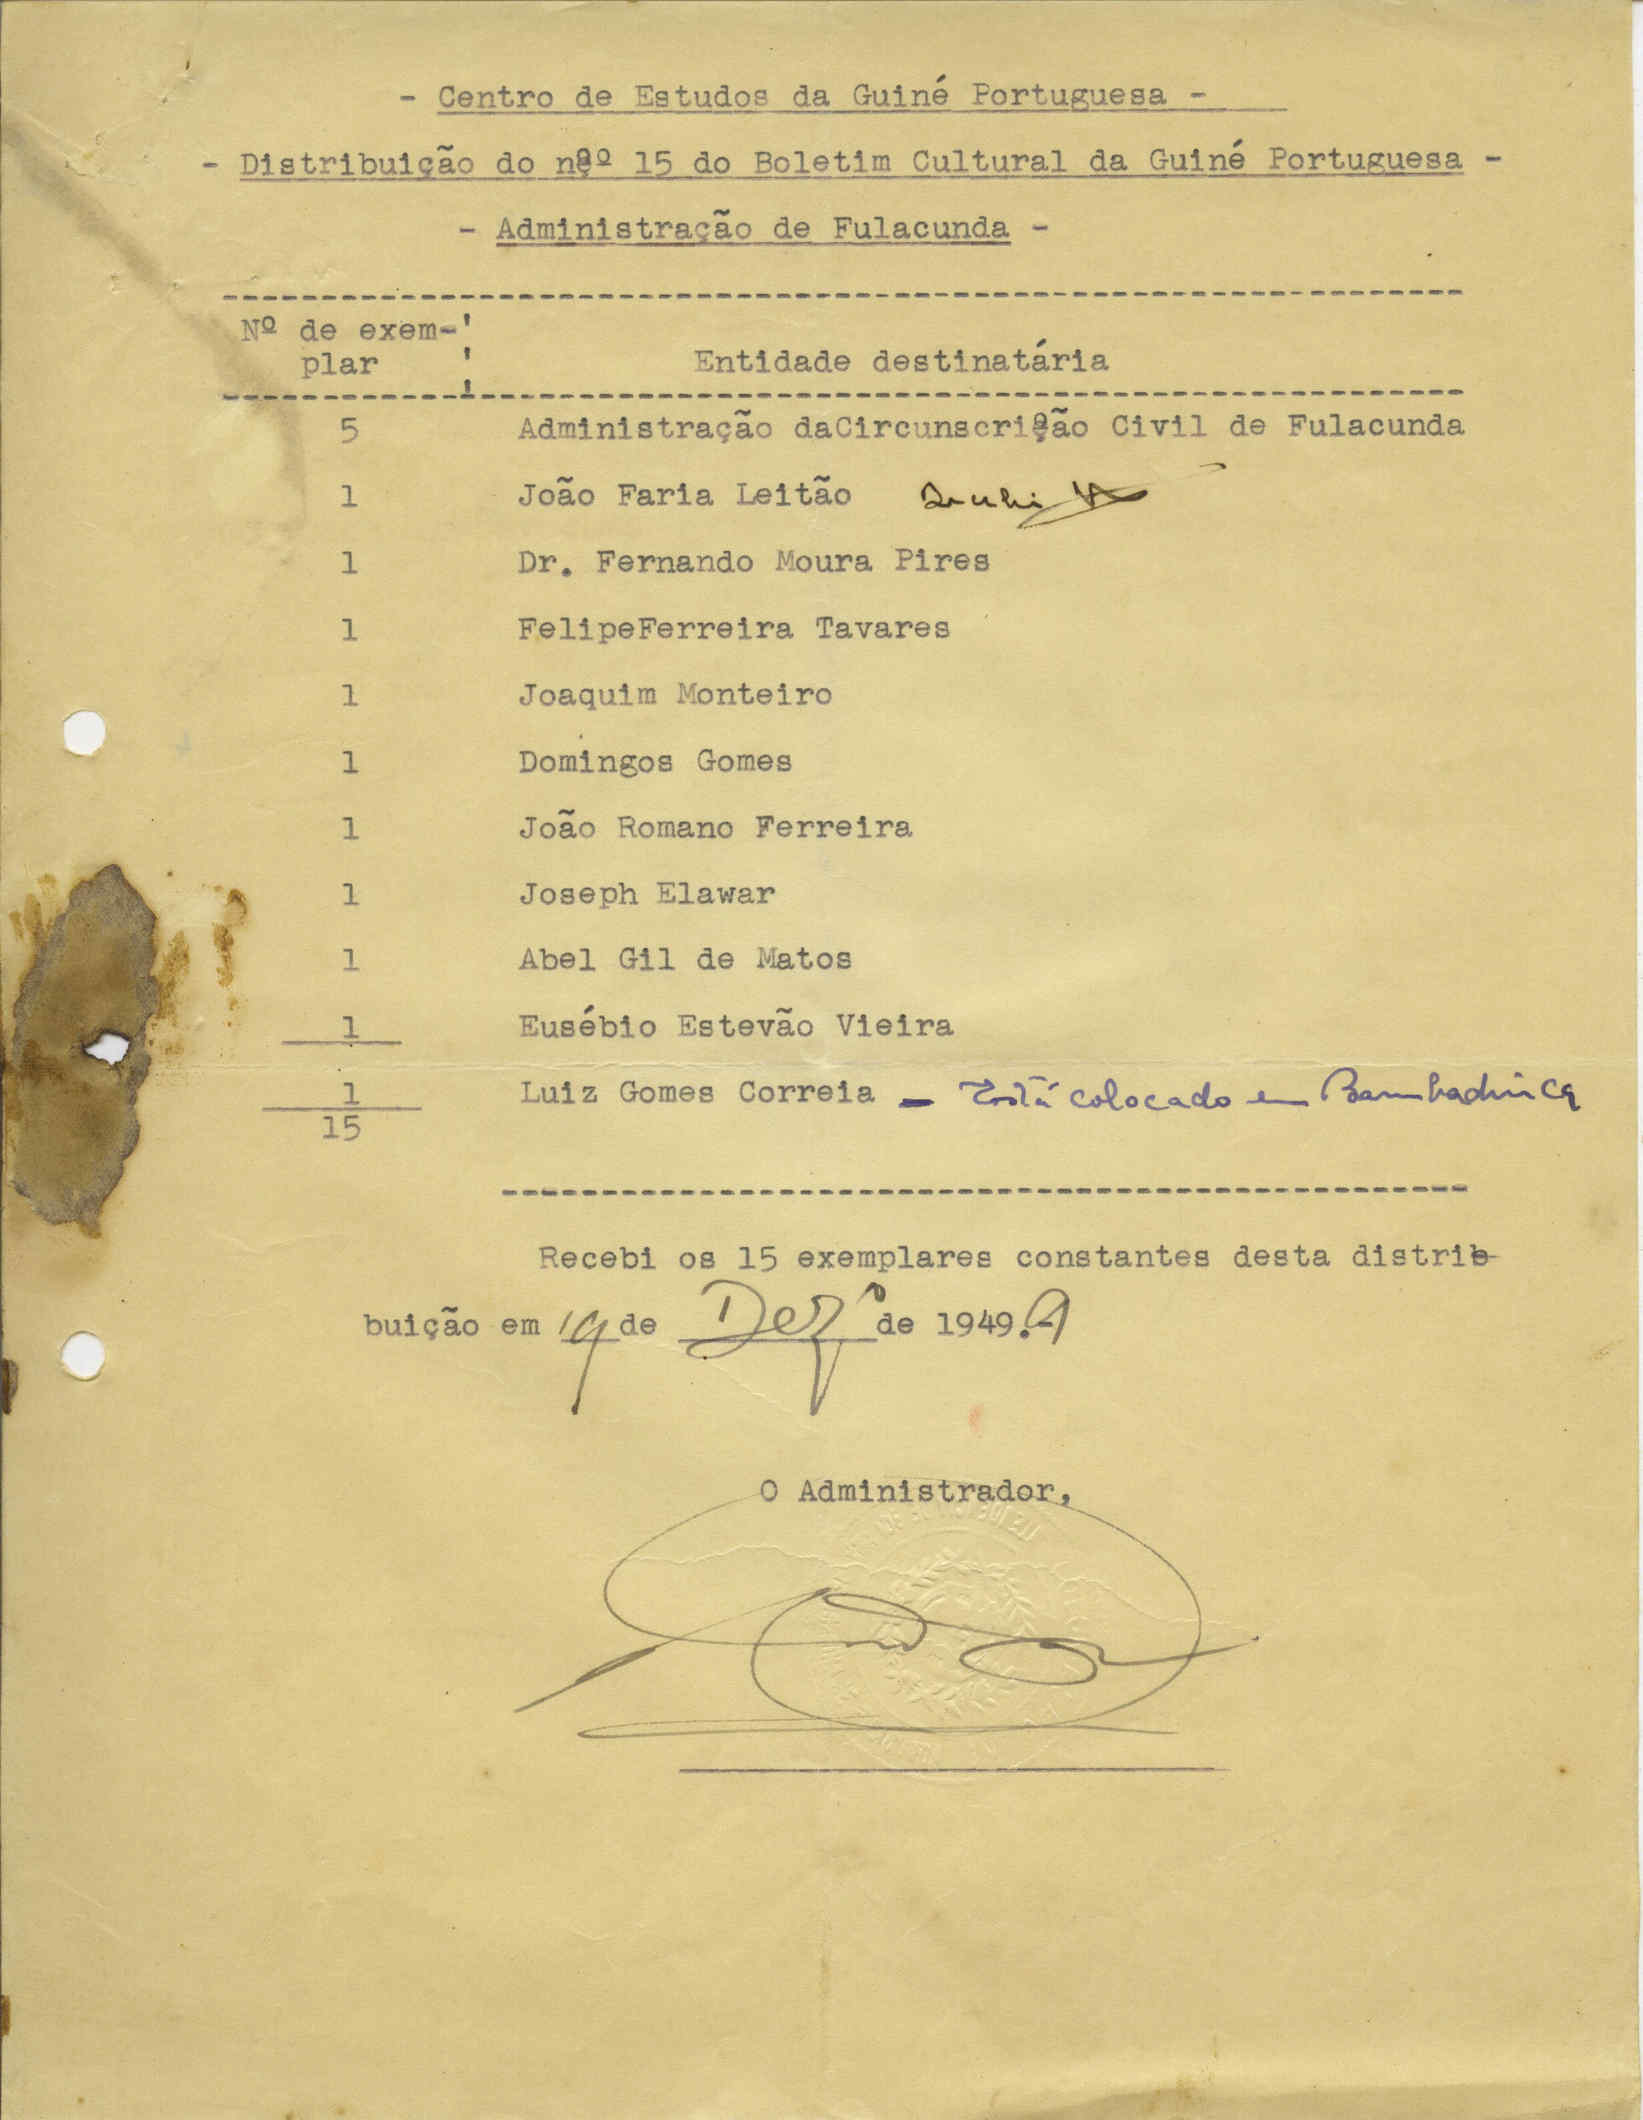 - Centro de Estudos da Guiné Portuguesa -
- Distribuição do nº 15 do Boletim Cultural da Guiné Portuguesa -
- Administração de Fulacunda -
Nº de exem-
plar
Entidade destinatária
5 Administração daCircunscrição Civil de Fulacunda
1 João Faria Leitão
1 Dr. Fernando Moura Pires
1 FelipeFerreira Tavares
1 Joaquim Monteiro
1 Domingos Gomes
1 João Romano Ferreira
1 Joseph Elawar
1 Abel Gil de Matos
1 Eusébio Estevão Vieira
1 Luiz Gomes Correia - Está colocado em Bambadinca
15
Recebi os 15 exemplares constantes desta distri-
buição em 19 de Dezº de 1949.
O Administrador,